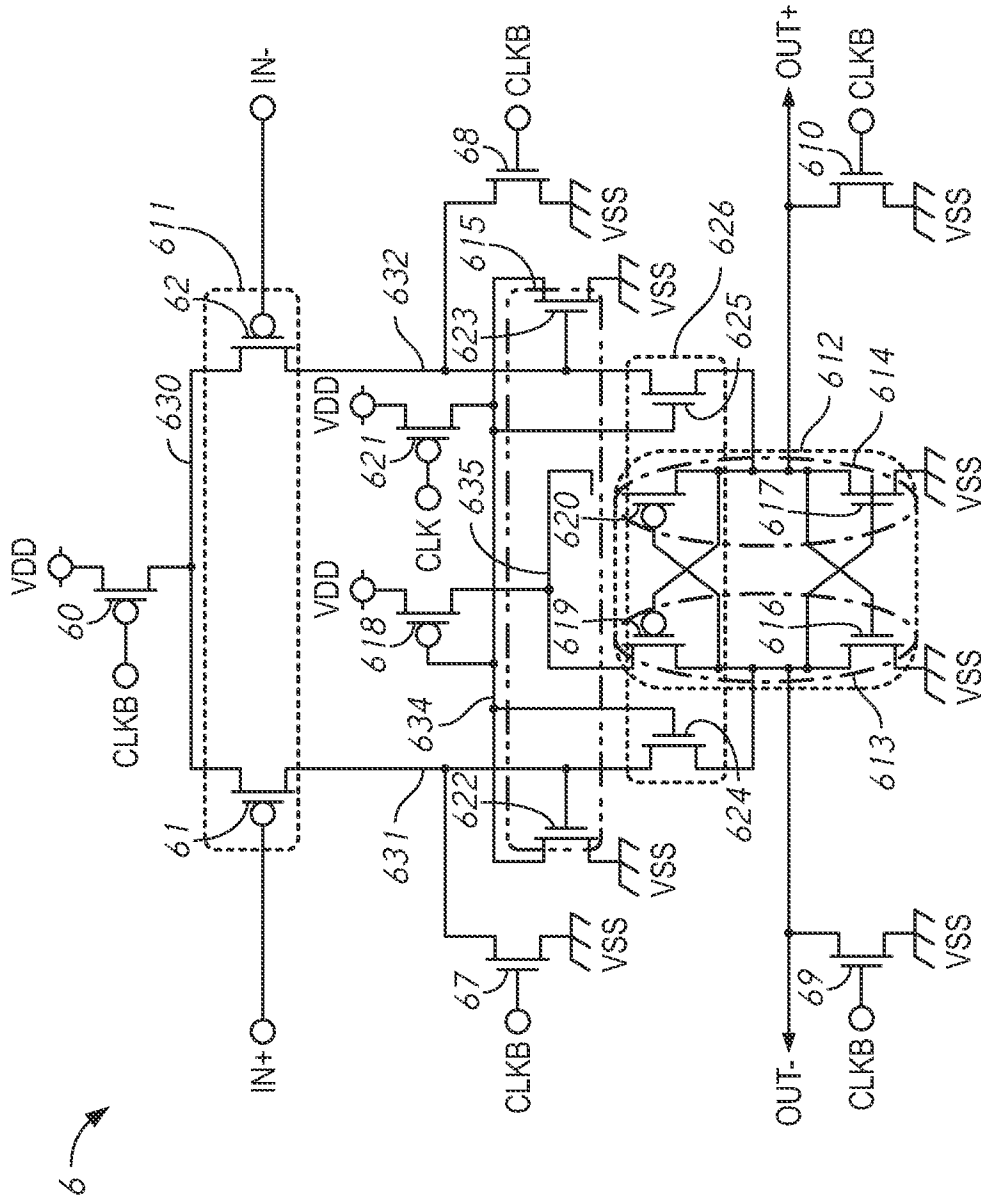 6
VDD
60
CLKB
630
61
62
611
IN+
IN-
631
632
VDD
VDD
618
621
CLK
634
635
622
623
615
67
CLKB
VSS
68
CLKB
VSS
VSS
VSS
626
624
625
619
620
616
617
612
614
613
VSS
VSS
OUT-
OUT+
69
CLKB
VSS
610
CLKB
VSS